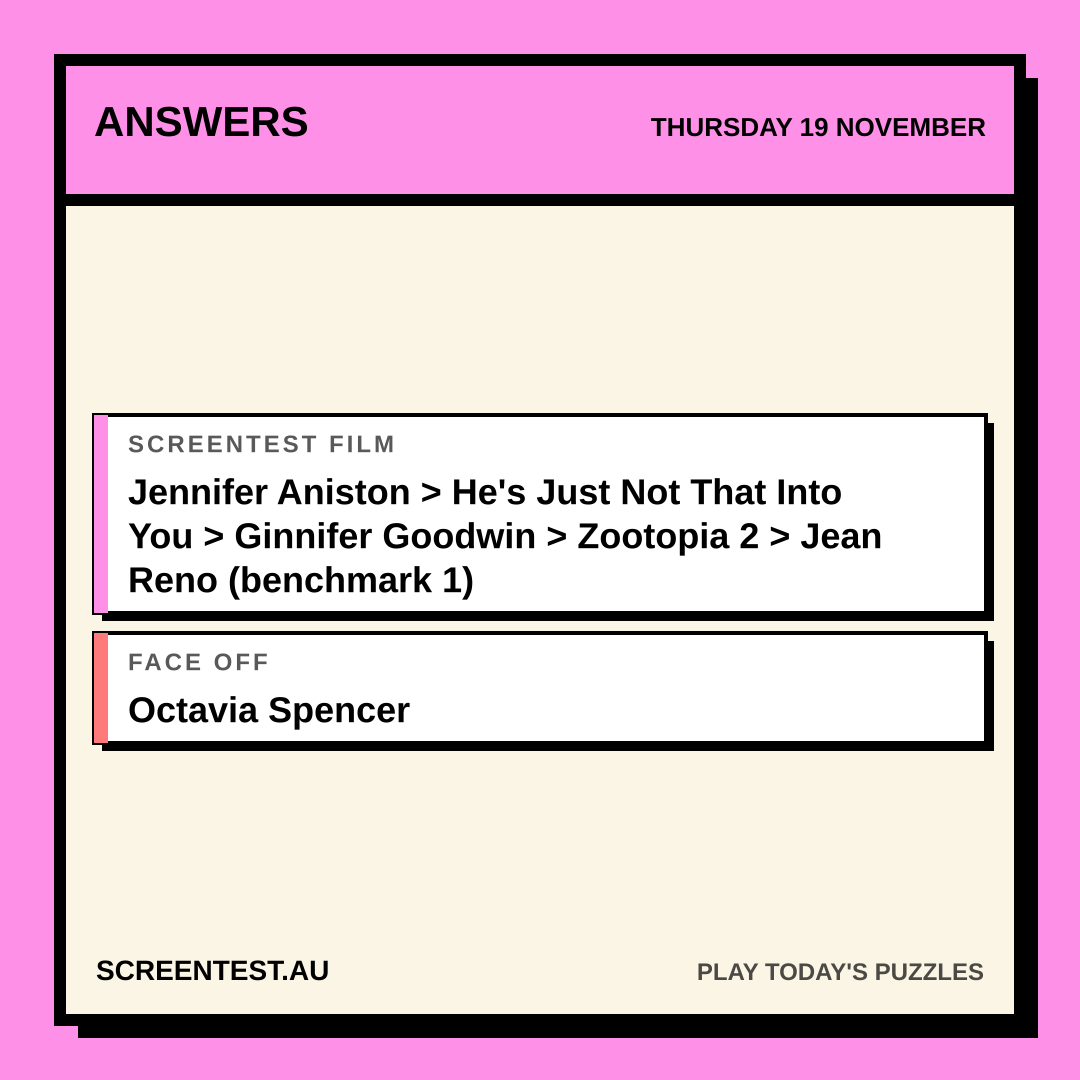 ANSWERS
THURSDAY 19 NOVEMBER
SCREENTEST FILM
Jennifer Aniston > He's Just Not That Into
You > Ginnifer Goodwin > Zootopia 2 > Jean
Reno (benchmark 1)
FACE OFF
Octavia Spencer
SCREENTEST.AU
PLAY TODAY'S PUZZLES